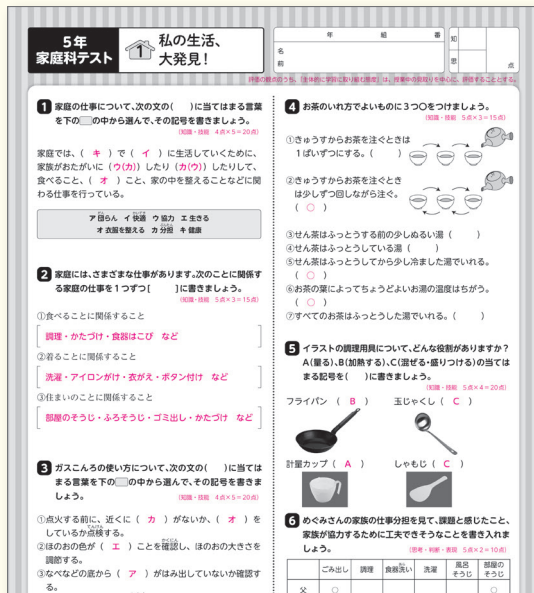 5年
家庭科テスト
1
私の生活、
大発見！
年 組 番
名
前
知
思
点
評価の観点のうち、「主体的に学習に取り組む態度」は、授業中の見取りを中心に、評価することとする。
1 家庭の仕事について、次の文の( )に当てはまる言葉
を下の□の中から選んで、その記号を書きましょう。
(知識・技能 4点×5＝20点)
家庭では、( キ )で( イ )に生活していくために、
家族がおたがいに(ウ(カ))したり(カ(ウ))したりして、
食べること、( オ )こと、家の中を整えることなどに関
わる仕事を行っている。
ア団らん イ快適 ウ協力 エ生きる
オ衣服を整える カ分担 キ健康
2 家庭には、さまざまな仕事があります。次のことに関係す
る家庭の仕事を1つずつ[ ]に書きましょう。
(知識・技能 5点×3＝15点)
①食べることに関係すること
調理・かたづけ・食器はこび など
②着ることに関係すること
洗濯・アイロンがけ・衣がえ・ボタン付け など
③住まいのことに関係すること
部屋のそうじ・ふろそうじ・ゴミ出し・かたづけ など
3 ガスこんろの使い方について、次の文の( )に当ては
まる言葉を下の□の中から選んで、その記号を書きま
しょう。
(知識・技能 4点×5＝20点)
①点火する前に、近くに( カ )がないか、( オ )を
しているか点検する。
②ほのおの色が( エ )ことを確認し、ほのおの大きさを
調節する。
③なべなどの底から( ア )がはみ出していないか確認す
る。
4 お茶のいれ方でよいものに3つ○をつけましょう。
(知識・技能 5点×3＝15点)
①きゅうすからお茶を注ぐときは
1ぱいずつにする。( )
②きゅうすからお茶を注ぐとき
は少しずつ回しながら注ぐ。
( ○ )
③せん茶はふっとうする前の少しぬるい湯( )
④せん茶はふっとうしている湯( )
⑤せん茶はふっとうしてから少し冷ました湯でいれる。
( ○ )
⑥お茶の葉によってちょうどよいお湯の温度はちがう。
( ○ )
⑦すべてのお茶はふっとうした湯でいれる。( )
5 イラストの調理用具について、どんな役割がありますか？
A(量る)、B(加熱する)、C(混ぜる・盛りつける)の当ては
まる記号を( )に書きましょう。
(知識・技能 5点×4＝20点)
フライパン( B ) 玉じゃくし( C )
計量カップ( A ) しゃもじ( C )
6 めぐみさんの家族の仕事分担を見て、課題と感じたこと、
家族が協力するために工夫できそうなことを書き入れま
しょう。
(思考・判断・表現 5点×2＝10点)
ごみ出し 調理 食器洗い 洗濯 風呂そうじ 部屋のそうじ
父 ○ ○